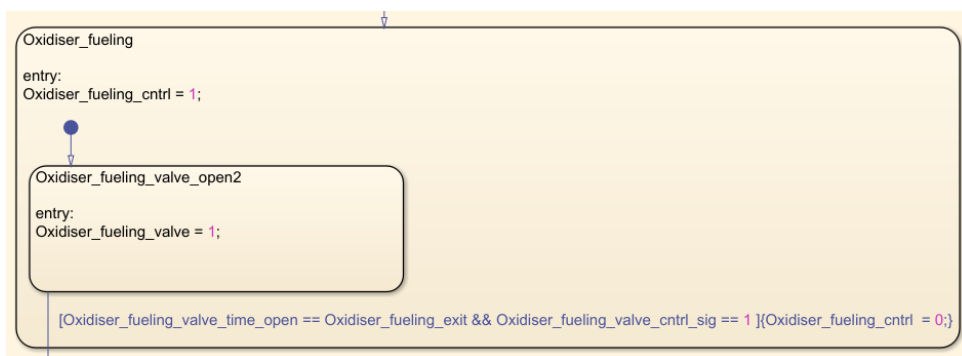 Oxidiser_fueling
entry:
Oxidiser_fueling_cntrl = 1;
Oxidiser_fueling_valve_open2
entry:
Oxidiser_fueling_valve = 1;
[Oxidiser_fueling_valve_time_open == Oxidiser_fueling_exit && Oxidiser_fueling_valve_cntrl_sig == 1 ]{Oxidiser_fueling_cntrl = 0;}